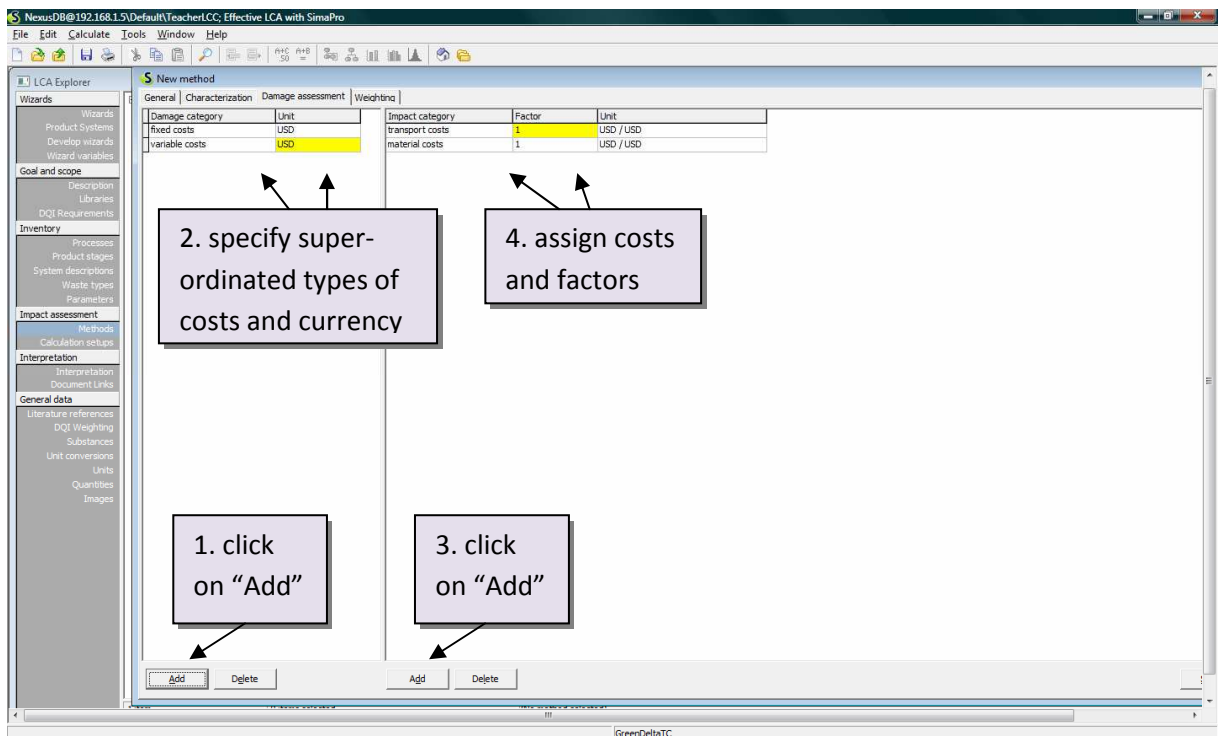 NexusDB@192.168.1.5\Default\TeacherLCC; Effective LCA with SimaPro
File Edit Calculate Tools Window Help
LCA Explorer
Wizards
Wizards
Product Systems
Develop wizards
Wizard variables
Goal and scope
Description
Libraries
DQI Requirements
Inventory
Processes
Product stages
System descriptions
Waste types
Parameters
Impact assessment
Methods
Calculation setups
Interpretation
Interpretation
Document Links
General data
Literature references
DQI Weighting
Substances
Unit conversions
Units
Quantities
Images
New method
General Characterization Damage assessment Weighting
Damage category Unit
fixed costs USD
variable costs USD
Impact category Factor Unit
transport costs 1 USD / USD
material costs 1 USD / USD
2. specify super-
ordinated types of
costs and currency
4. assign costs
and factors
1. click
on “Add”
3. click
on “Add”
Add Delete
Add Delete
GreenDeltaTC